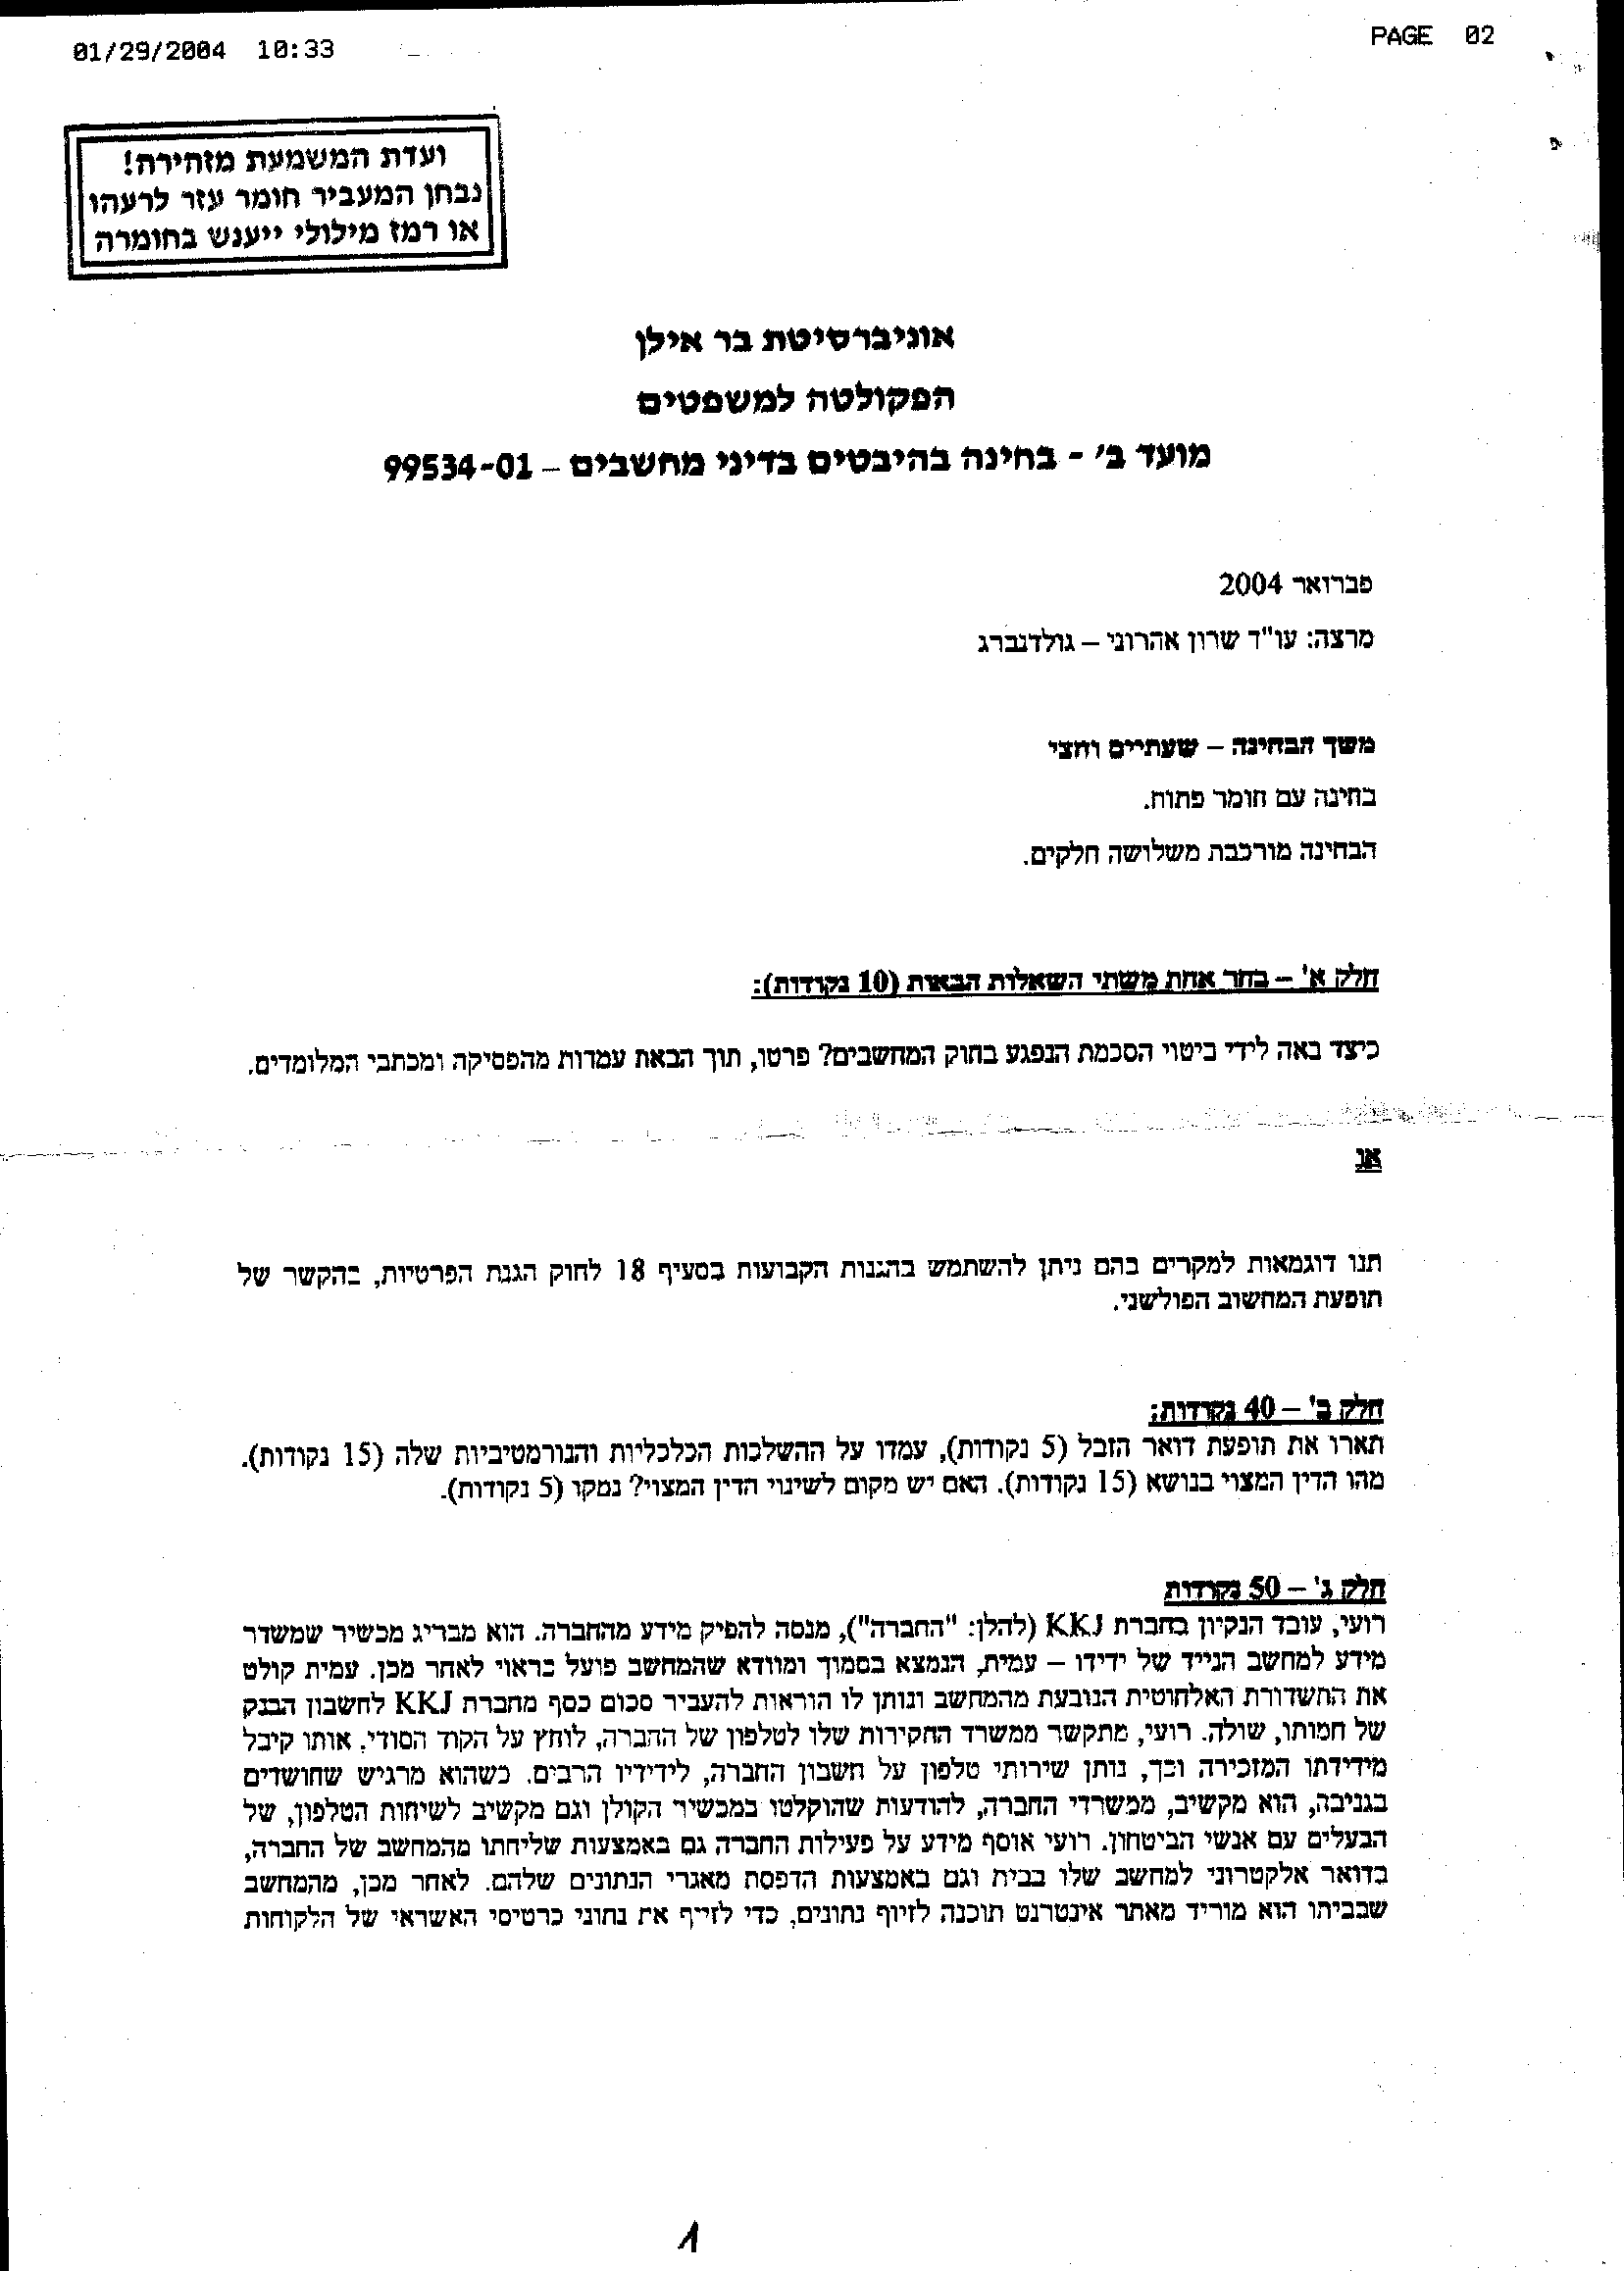 01/29/2004 10:33
PAGE 02
ועדת המשמעת מזהירה!
נבחן המעביר חומר עזר לרעהו
או רמז מילולי ייענש בחומרה
אוניברסיטת בר אילן
הפקולטה למשפטים
מועד ב' - בחינה בהיבטים בדיני מחשבים – 99534-01
פברואר 2004
מרצה: עו"ד שרון אהרוני – גולדנברג
משך הבחינה – שעתיים וחצי
בחינה עם חומר פתוח.
הבחינה מורכבת משלושה חלקים.
חלק א' – בחר אחת משתי השאלות הבאות (10 נקודות):
כיצד באה לידי ביטוי הסכמת הנפגע בחוק המחשבים? פרטו, תוך הבאת עמדות מהפסיקה ומכתבי המלומדים.
או
תנו דוגמאות למקרים בהם ניתן להשתמש בהגנות הקבועות בסעיף 18 לחוק הגנת הפרטיות, בהקשר של
תופעת המחשוב הפולשני.
חלק ב' – 40 נקודות:
תארו את תופעת דואר הזבל (5 נקודות), עמדו על ההשלכות הכלכליות והנורמטיביות שלה (15 נקודות).
מהו הדין המצוי בנושא (15 נקודות). האם יש מקום לשינוי הדין המצוי? נמקו (5 נקודות).
חלק ג' – 50 נקודות
רועי, עובד הנקיון בחברת KKJ (להלן: "החברה"), מנסה להפיק מידע מהחברה. הוא מבריג מכשיר שמשדר
מידע למחשב הנייד של ידידו – עמית, הנמצא בסמוך ומוודא שהמחשב פועל כראוי לאחר מכן. עמית קולט
את התשדורת האלחוטית הנובעת מהמחשב ונותן לו הוראות להעביר סכום כסף מחברת KKJ לחשבון הבנק
של חמותו, שולה. רועי, מתקשר ממשרד החקירות שלו לטלפון של החברה, לוחץ על הקוד הסודי, אותו קיבל
מידידתו המזכירה וכך, נותן שירותי טלפון על חשבון החברה, לידידיו הרבים. כשהוא מרגיש שחושדים
בגניבה, הוא מקשיב, ממשרדי החברה, להודעות שהוקלטו במכשיר הקולן וגם מקשיב לשיחות הטלפון, של
הבעלים עם אנשי הביטחון. רועי אוסף מידע על פעילות החברה גם באמצעות שליחתו מהמחשב של החברה,
בדואר אלקטרוני למחשב שלו בבית וגם באמצעות הדפסת מאגרי הנתונים שלהם. לאחר מכן, מהמחשב
שבביתו הוא מוריד מאתר אינטרנט תוכנה לזיוף נתונים, כדי לזייף את נתוני כרטיסי האשראי של הלקוחות
1